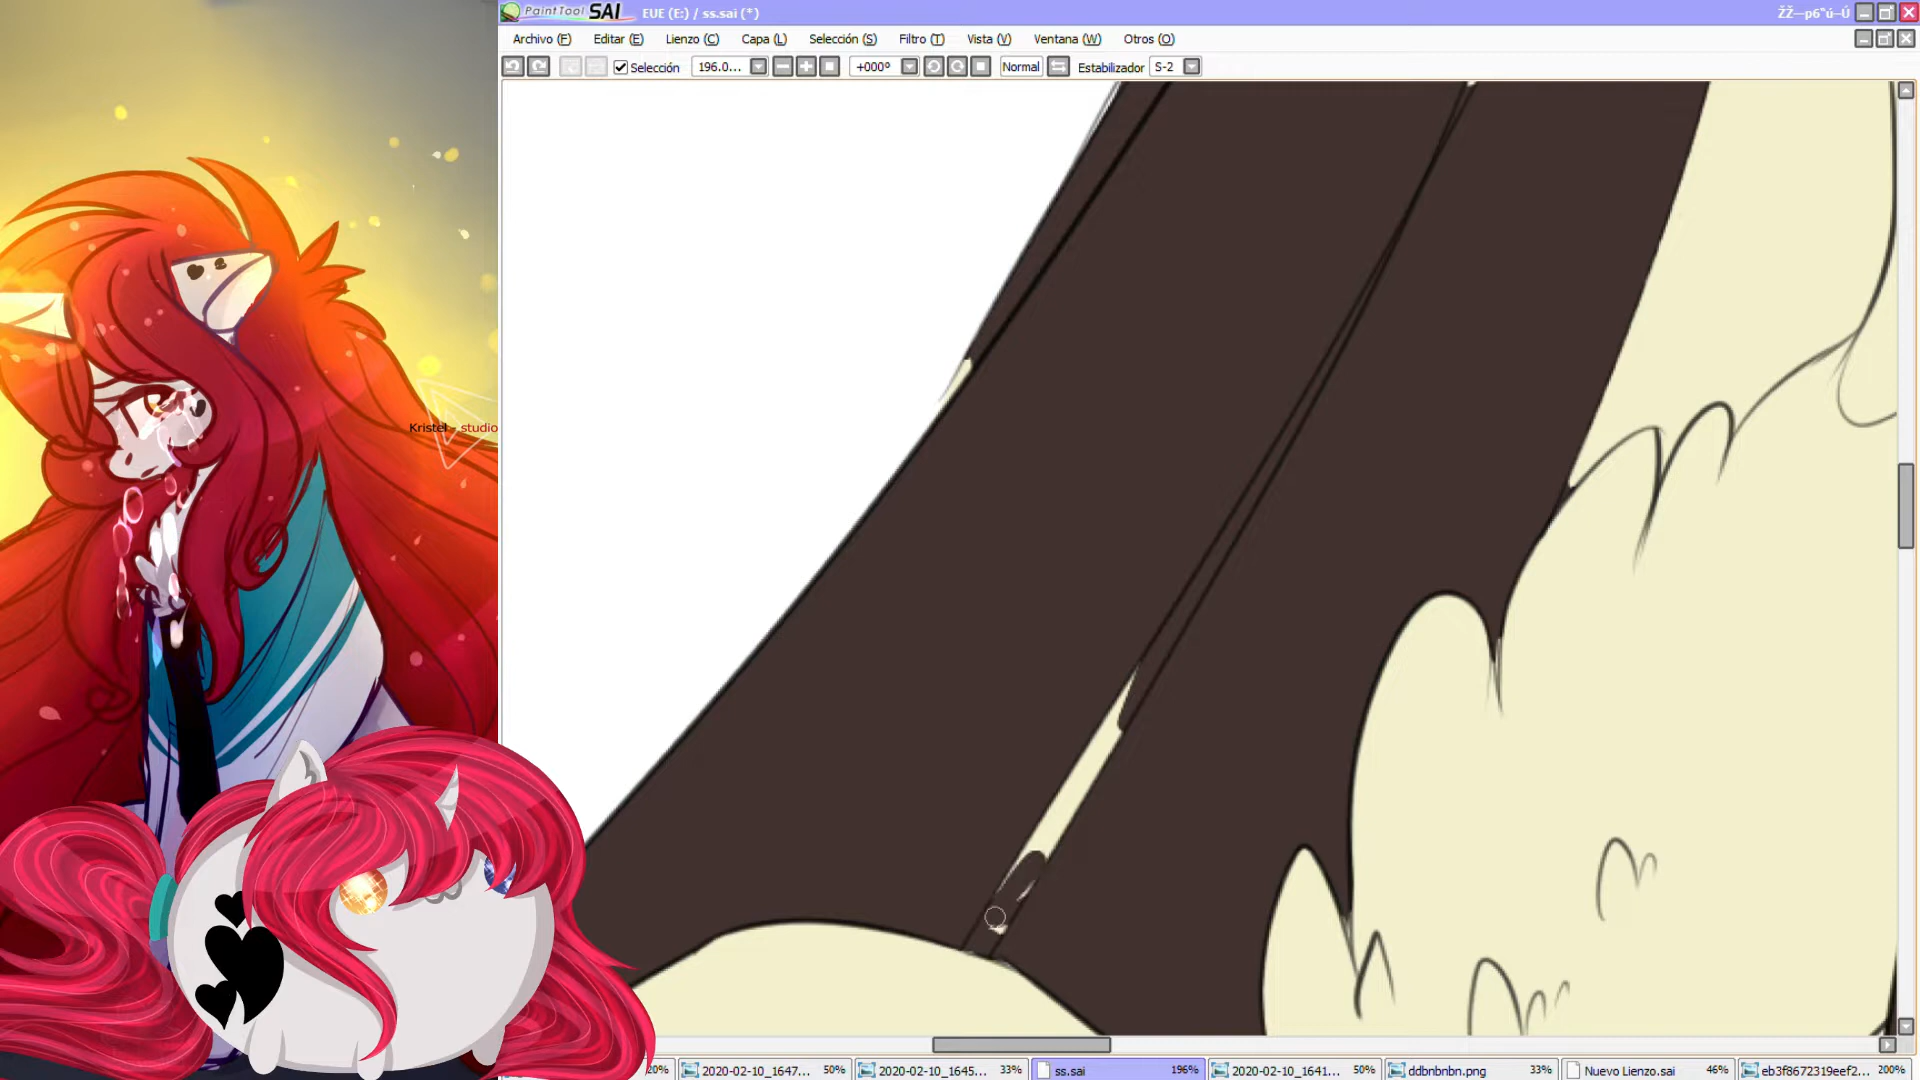 PaintTool SAI EUE (E:) / ss.sai (*)
Archivo (F) Editar (E) Lienzo (C) Capa (L) Selección (S) Filtro (T) Vista (V) Ventana (W) Otros (O)
Selección 196.0... +000º Normal Estabilizador S-2
Kristel - studio
20% 2020-02-10_1647... 50% 2020-02-10_1645... 33% ss.sai 196% 2020-02-10_1641... 50% ddbnbnbn.png 33% Nuevo Lienzo.sai 46% eb3f8672319eef2... 200%